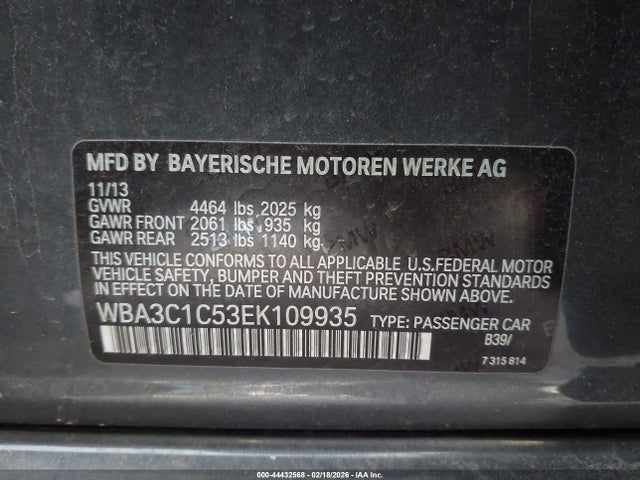 MFD BY BAYERISCHE MOTOREN WERKE AG
11/13
GVWR 4464 lbs 2025 kg
GAWR FRONT 2061 lbs 935 kg
GAWR REAR 2513 lbs 1140 kg
THIS VEHICLE CONFORMS TO ALL APPLICABLE U.S.FEDERAL MOTOR
VEHICLE SAFETY, BUMPER AND THEFT PREVENTION STANDARDS
IN EFFECT ON THE DATE OF MANUFACTURE SHOWN ABOVE.
WBA3C1C53EK109935 TYPE: PASSENGER CAR
B39/
7 315 814
000-44432568 - 02/18/2026 - IAA Inc.